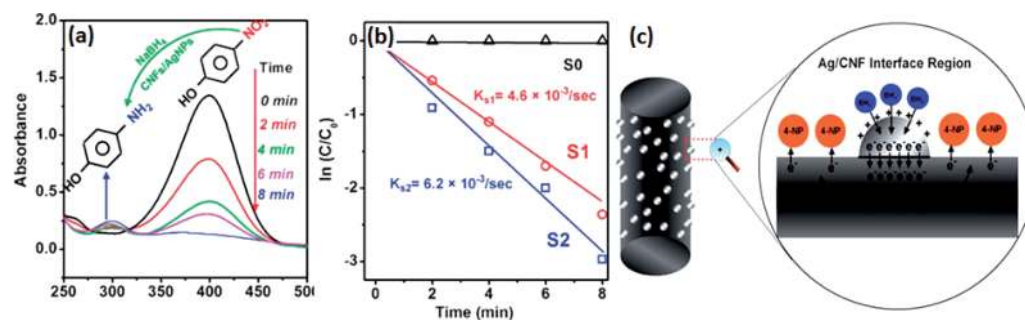 (a)
2.0
1.5
1.0
0.5
0.0
Absorbance
250 300 350 400 450 500
NaBH₄
CNFs/AgNPs
NO₂
HO
NH₂
HO
Time
0 min
2 min
4 min
6 min
8 min
(b)
0
-1
-2
-3
ln (C/C₀)
S0
Kₛ₁= 4.6 × 10⁻³/sec
S1
Kₛ₂= 6.2 × 10⁻³/sec
S2
2 4 6 8
Time (min)
(c)
Ag/CNF Interface Region
4-NP 4-NP 4-NP 4-NP